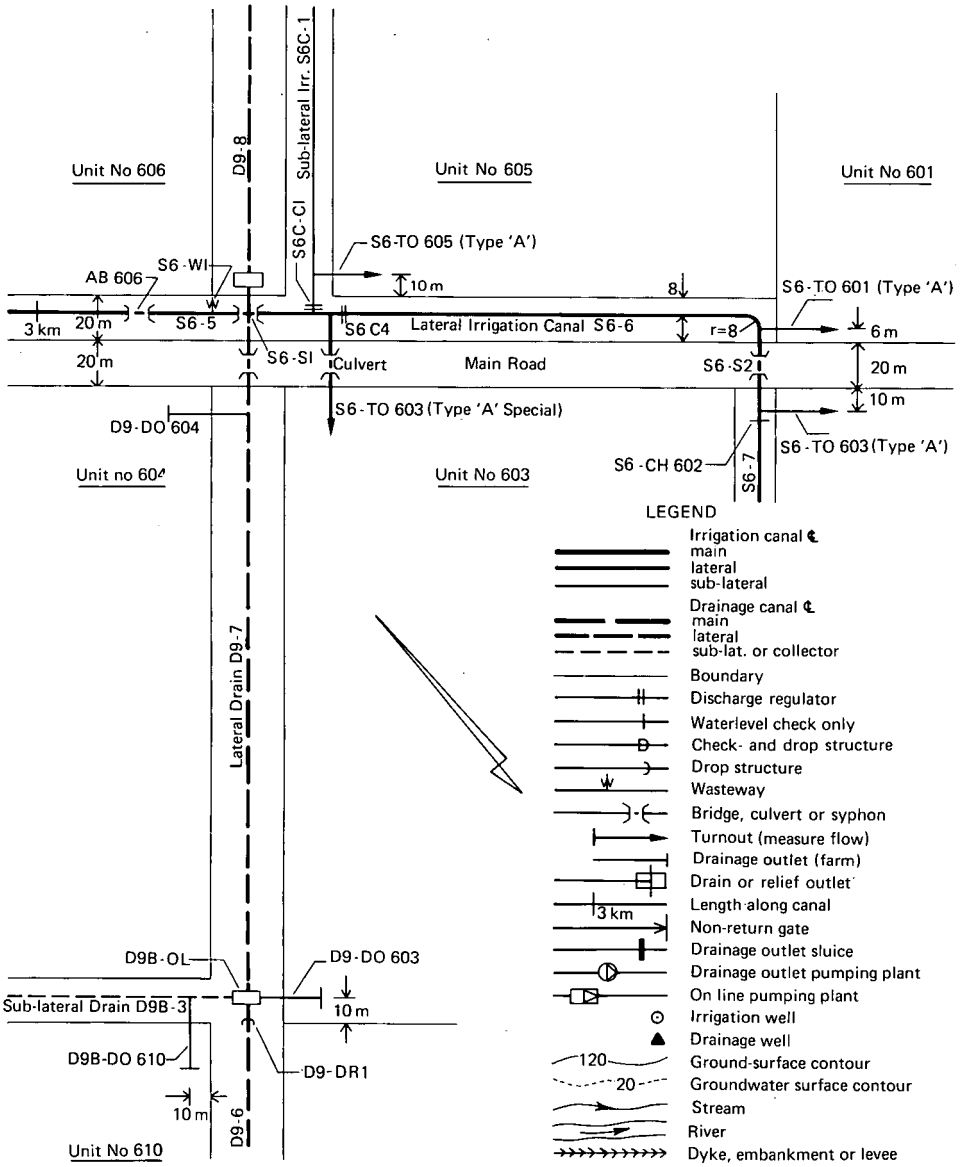 D9-8
Sub-lateral Irr. S6C-1
Unit No 606
Unit No 605
Unit No 601
S6C-CI
S6-WI
AB 606
S6-TO 605 (Type 'A')
10 m
8
S6-TO 601 (Type 'A')
3 km
20 m
S6-5
S6-SI
S6 C4
Lateral Irrigation Canal S6-6
r=8
6 m
20 m
Culvert
Main Road
S6-S2
20 m
10 m
D9-DO 604
S6-TO 603 (Type 'A' Special)
S6-TO 603 (Type 'A')
S6-CH 602
S6-7
Unit no 604
Unit No 603
Lateral Drain D9-7
LEGEND
Irrigation canal ℄
main
lateral
sub-lateral
Drainage canal ℄
main
lateral
sub-lat. or collector
Boundary
Discharge regulator
Waterlevel check only
Check- and drop structure
Drop structure
Wasteway
Bridge, culvert or syphon
Turnout (measure flow)
Drainage outlet (farm)
Drain or relief outlet
3 km Length along canal
Non-return gate
Drainage outlet sluice
Drainage outlet pumping plant
On line pumping plant
Irrigation well
Drainage well
120 Ground-surface contour
20 Groundwater surface contour
Stream
River
Dyke, embankment or levee
D9B-OL
D9-DO 603
Sub-lateral Drain D9B-3
10 m
D9B-DO 610
D9-DR1
10 m
D9-6
Unit No 610